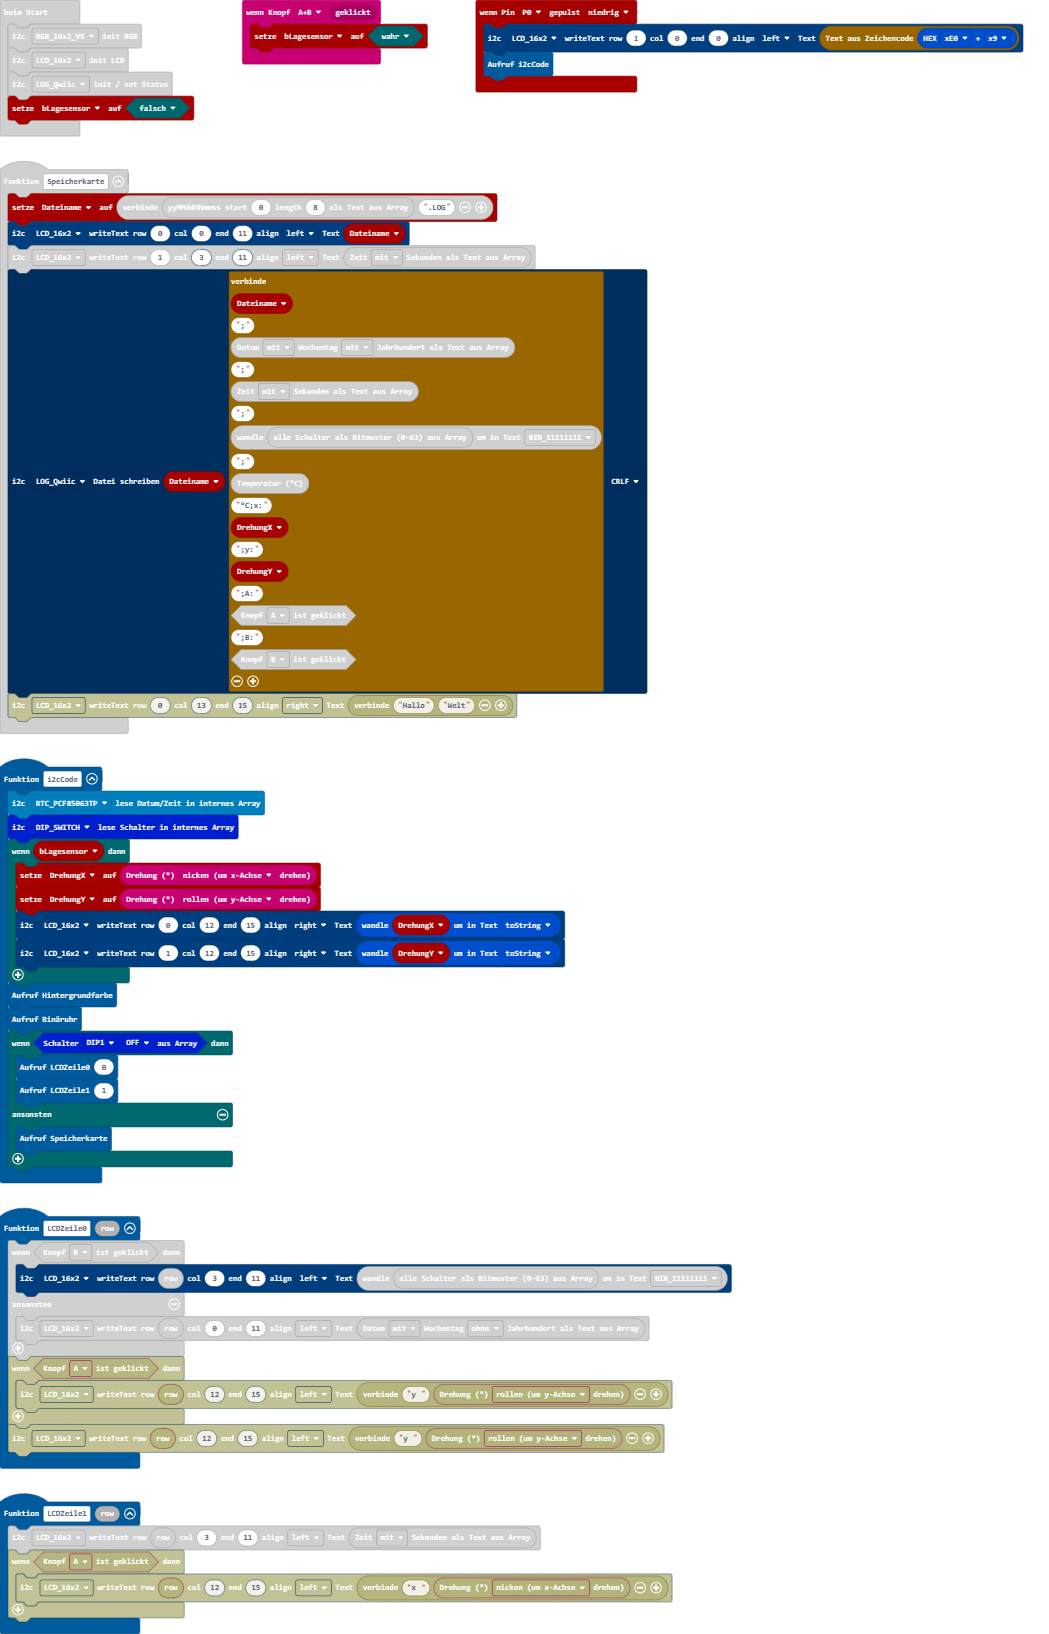 beim Start
i2c RGB_16x2_V5 init RGB
i2c LCD_16x2 init LCD
i2c LOG_Qwiic init / set Status
setze bLagesensor auf falsch
wenn Knopf A+B geklickt
setze bLagesensor auf wahr
wenn Pin P0 gepulst niedrig
i2c LCD_16x2 writeText row 1 col 0 end 0 align left Text Text aus Zeichencode HEX xE0 + x9
Aufruf i2cCode
Funktion Speicherkarte
setze Dateiname auf verbinde yyMMddHHmmss start 0 length 8 als Text aus Array ".LOG"
i2c LCD_16x2 writeText row 0 col 0 end 11 align left Text Dateiname
i2c LCD_16x2 writeText row 1 col 3 end 11 align left Text Zeit mit Sekunden als Text aus Array
verbinde
Dateiname
";"
Datum mit Wochentag mit Jahrhundert als Text aus Array
";"
Zeit mit Sekunden als Text aus Array
";"
wandle alle Schalter als Bitmuster (0-63) aus Array um in Text BIN_11111111
";"
i2c LOG_Qwiic Datei schreiben Dateiname Temperatur (°C) CRLF
"°C;x:"
DrehungX
";y:"
DrehungY
";A:"
Knopf A ist geklickt
";B:"
Knopf B ist geklickt
i2c LCD_16x2 writeText row 0 col 13 end 15 align right Text verbinde "Hallo" "Welt"
Funktion i2cCode
i2c RTC_PCF85063TP lese Datum/Zeit in internes Array
i2c DIP_SWITCH lese Schalter in internes Array
wenn bLagesensor dann
setze DrehungX auf Drehung (°) nicken (um x-Achse drehen)
setze DrehungY auf Drehung (°) rollen (um y-Achse drehen)
i2c LCD_16x2 writeText row 0 col 12 end 15 align right Text wandle DrehungX um in Text toString
i2c LCD_16x2 writeText row 1 col 12 end 15 align right Text wandle DrehungY um in Text toString
Aufruf Hintergrundfarbe
Aufruf Binäruhr
wenn Schalter DIP1 OFF aus Array dann
Aufruf LCDZeile0 0
Aufruf LCDZeile1 1
ansonsten
Aufruf Speicherkarte
Funktion LCDZeile0 row
wenn Knopf B ist geklickt dann
i2c LCD_16x2 writeText row row col 3 end 11 align left Text wandle alle Schalter als Bitmuster (0-63) aus Array um in Text BIN_11111111
ansonsten
i2c LCD_16x2 writeText row row col 0 end 11 align left Text Datum mit Wochentag ohne Jahrhundert als Text aus Array
wenn Knopf A ist geklickt dann
i2c LCD_16x2 writeText row row col 12 end 15 align left Text verbinde "y " Drehung (°) rollen (um y-Achse drehen)
i2c LCD_16x2 writeText row row col 12 end 15 align left Text verbinde "y " Drehung (°) rollen (um y-Achse drehen)
Funktion LCDZeile1 row
i2c LCD_16x2 writeText row row col 3 end 11 align left Text Zeit mit Sekunden als Text aus Array
wenn Knopf A ist geklickt dann
i2c LCD_16x2 writeText row row col 12 end 15 align left Text verbinde "x " Drehung (°) nicken (um x-Achse drehen)